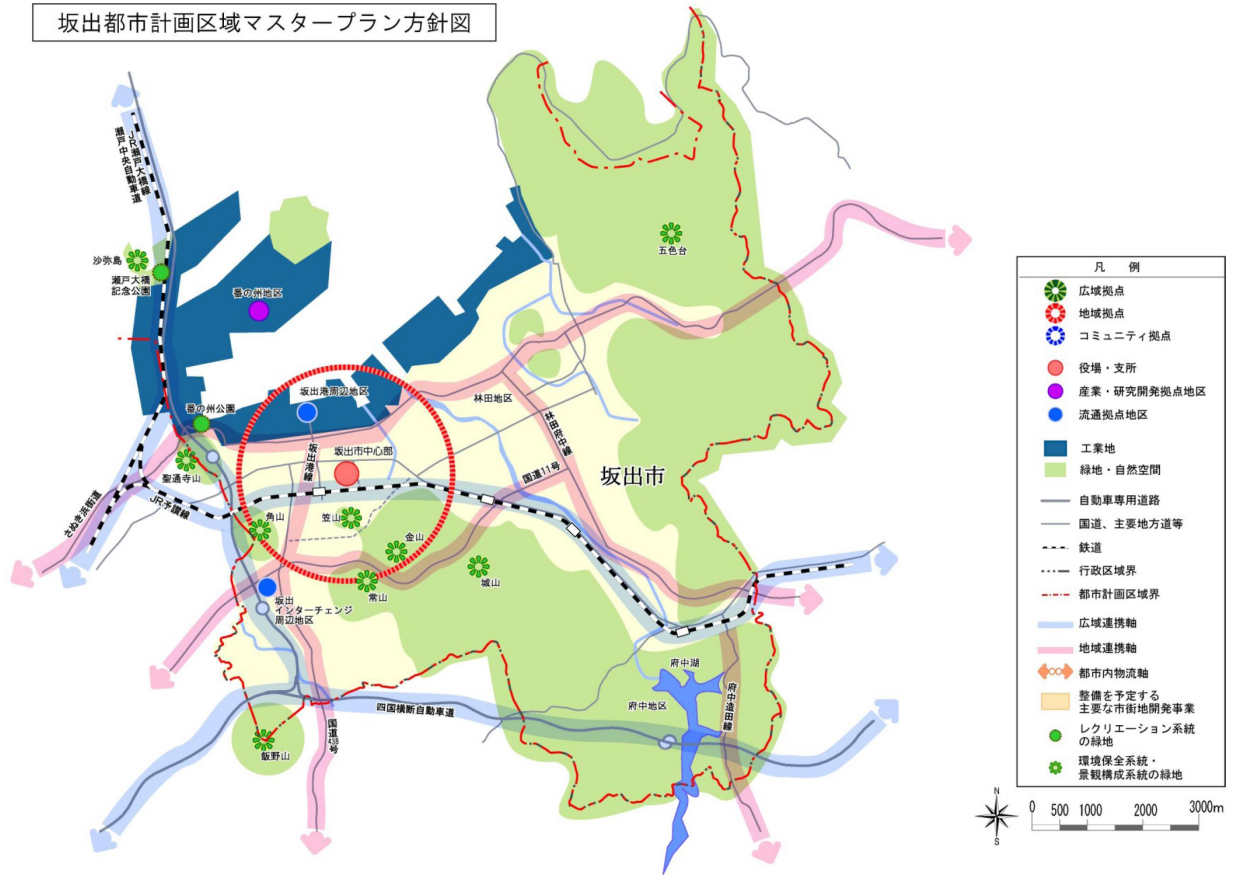 坂出都市計画区域マスタープラン方針図
JR瀬戸大橋線
瀬戸中央自動車道
五色台
沙弥島
瀬戸大橋
記念公園
番の州地区
坂出港周辺地区
林田地区
番の州公園
坂出港線
坂出市中心部
林田府中線
国道11号
坂出市
聖通寺山
さぬき浜街道
JR予讃線
角山
笠山
金山
城山
常山
坂出
インターチェンジ
周辺地区
府中湖
府中地区
府中造田線
四国横断自動車道
国道438号
飯野山
凡 例
広域拠点
地域拠点
コミュニティ拠点
役場・支所
産業・研究開発拠点地区
流通拠点地区
工業地
緑地・自然空間
自動車専用道路
国道、主要地方道等
鉄道
行政区域界
都市計画区域界
広域連携軸
地域連携軸
都市内物流軸
整備を予定する
主要な市街地開発事業
レクリエーション系統
の緑地
環境保全系統・
景観構成系統の緑地
N
S
0 500 1000 2000 3000m